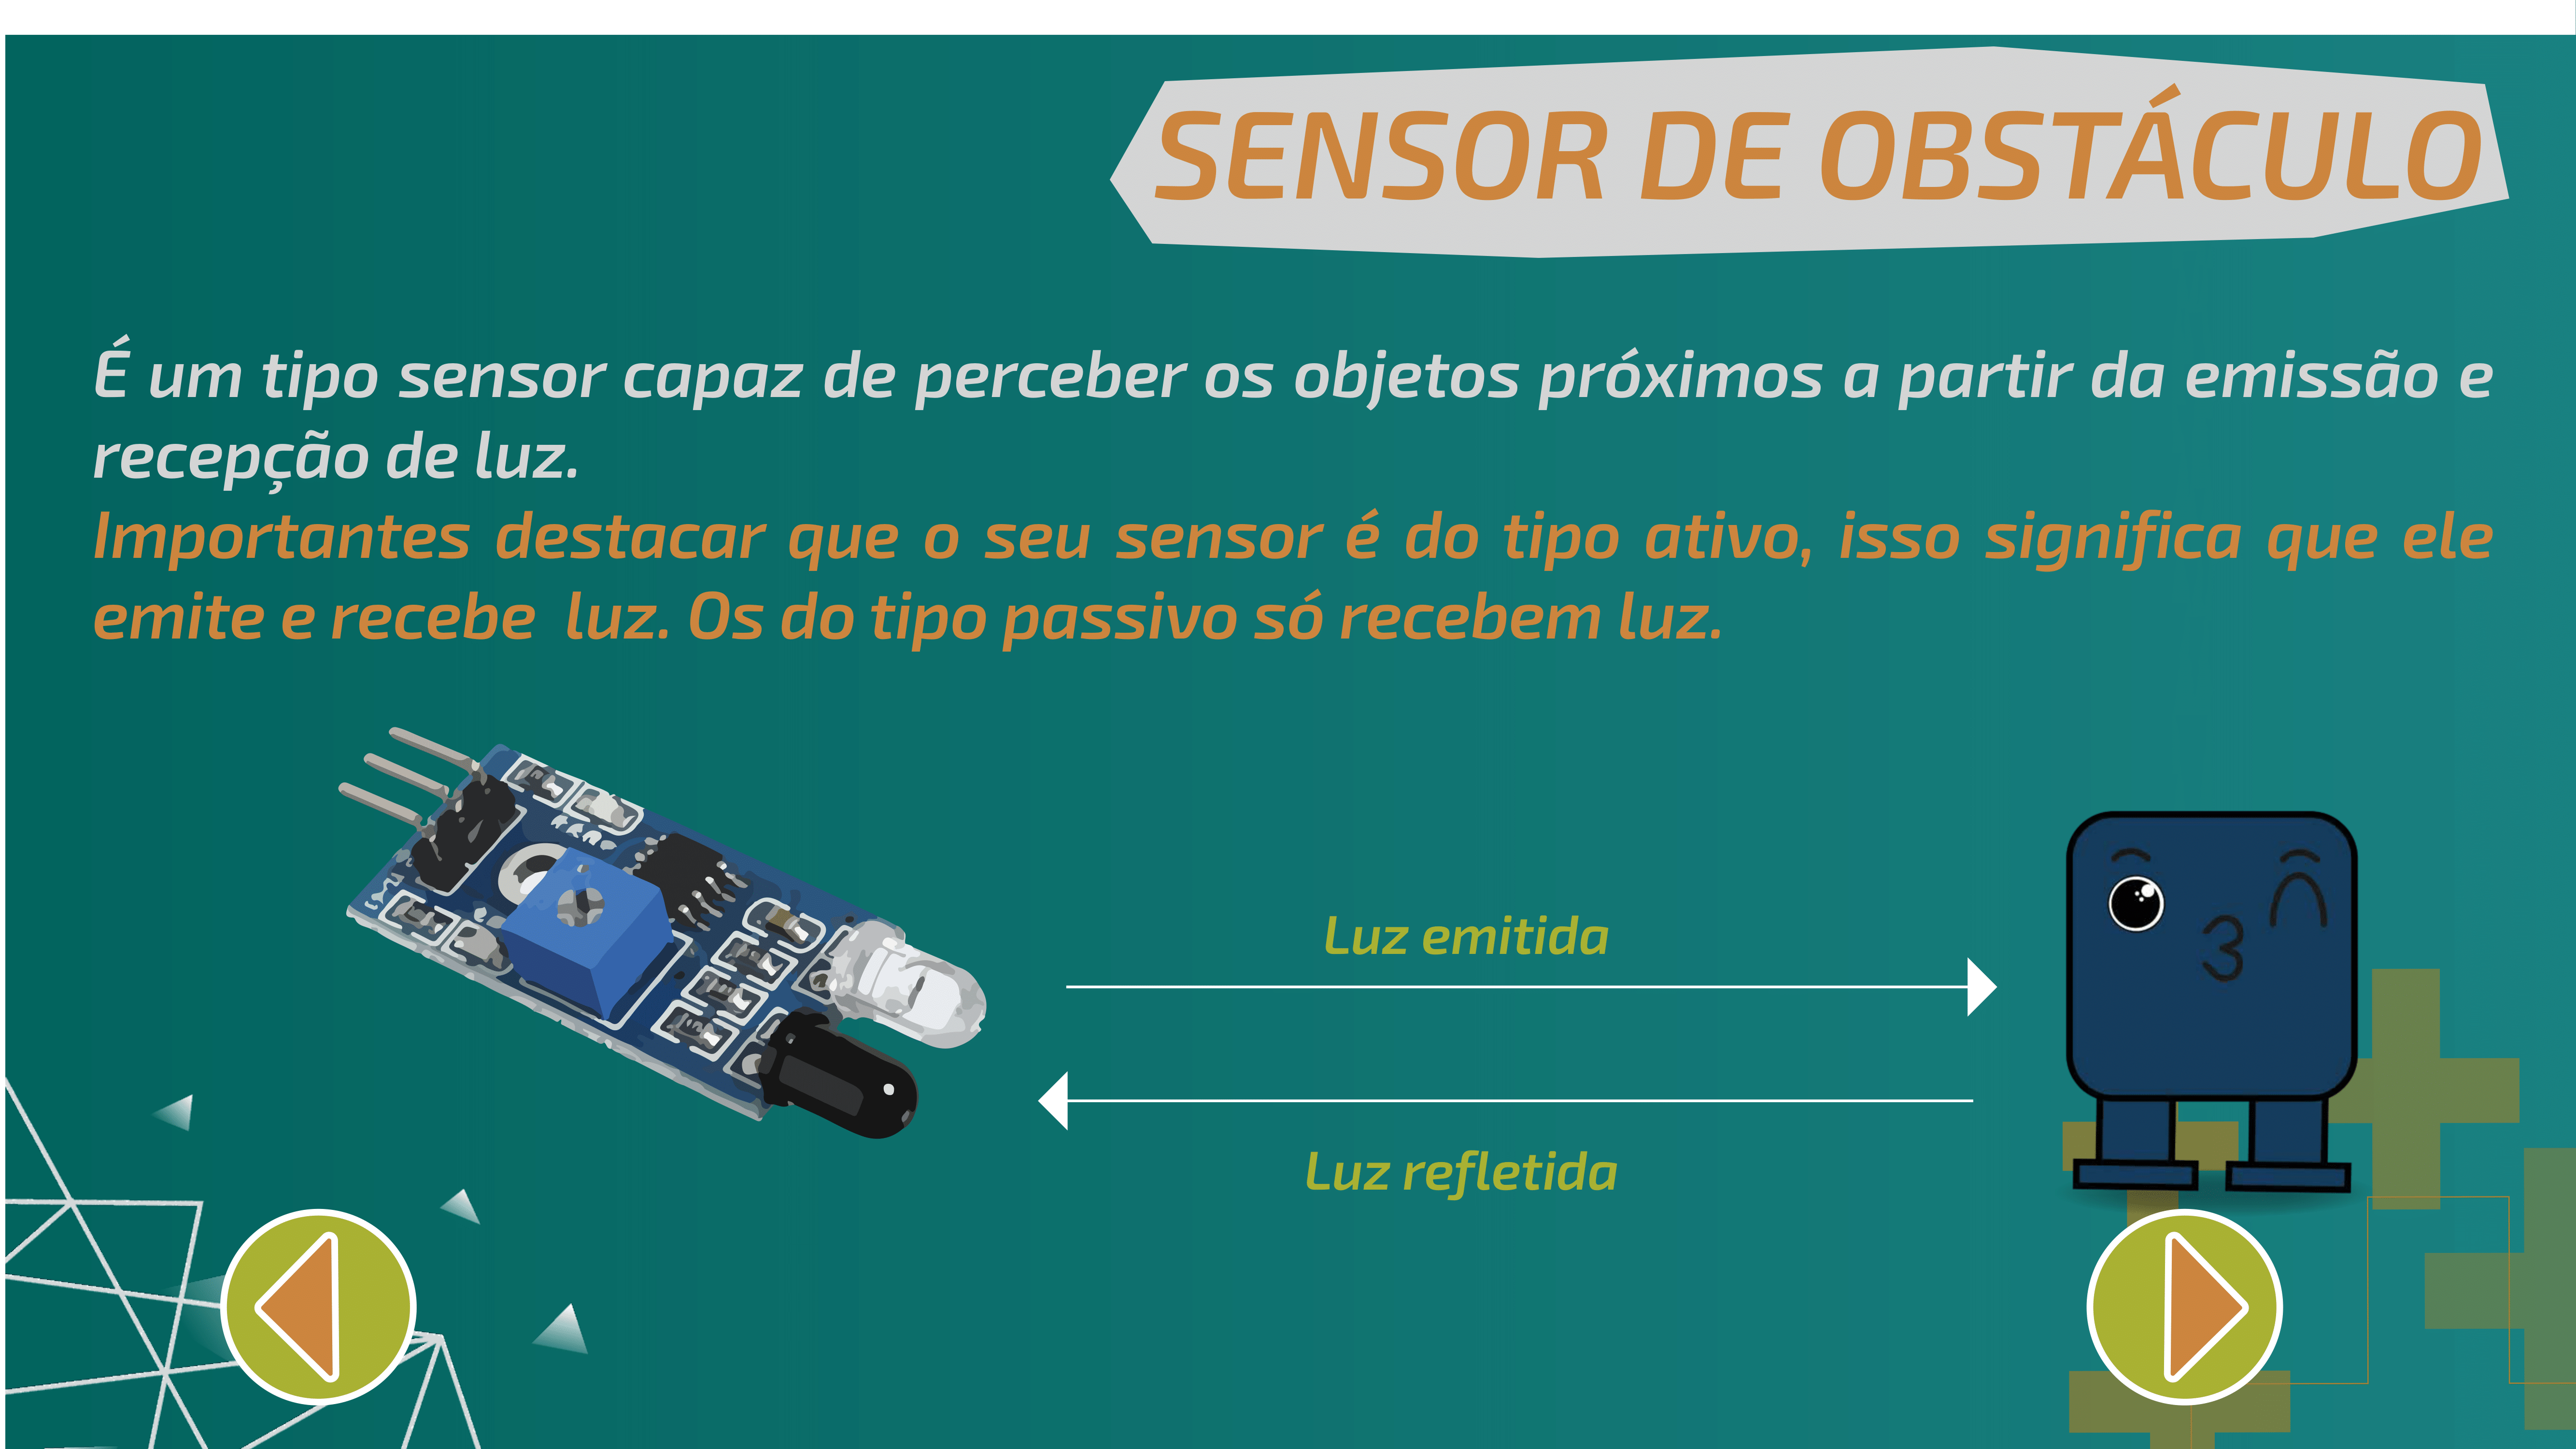 SENSOR DE OBSTÁCULO
É um tipo sensor capaz de perceber os objetos próximos a partir da emissão e
recepção de luz.
Importantes destacar que o seu sensor é do tipo ativo, isso significa que ele
emite e recebe  luz. Os do tipo passivo só recebem luz.
Luz emitida
Luz refletida